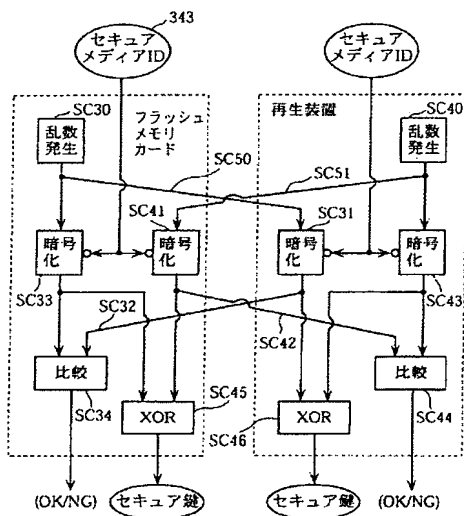 343
セキュア
メディアID
セキュア
メディアID
SC30
乱数
発生
フラッシュ
メモリ
カード
SC50
再生装置
SC40
乱数
発生
SC51
SC41
SC31
暗号
化
暗号
化
暗号
化
暗号
化
SC33
SC32
SC43
SC42
比較
SC34
XOR
SC45
SC46
XOR
比較
SC44
(OK/NG)
セキュア鍵
セキュア鍵
(OK/NG)